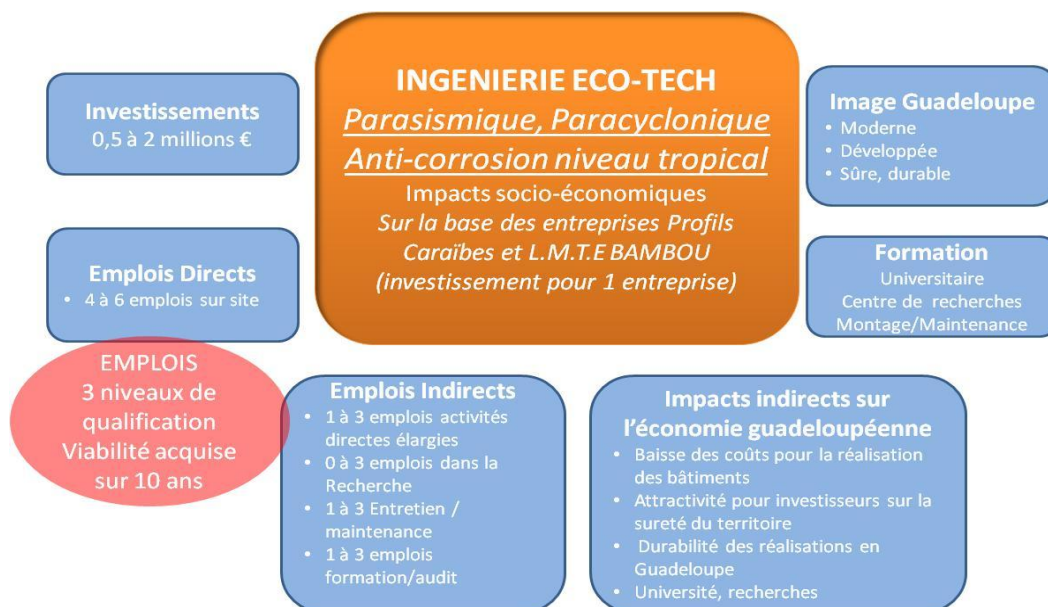 INGENIERIE ECO-TECH
Parasismique, Paracyclonique
Anti-corrosion niveau tropical
Impacts socio-économiques
Sur la base des entreprises Profils
Caraïbes et L.M.T.E BAMBOU
(investissement pour 1 entreprise)
Investissements
0,5 à 2 millions €
Emplois Directs
• 4 à 6 emplois sur site
EMPLOIS
3 niveaux de
qualification
Viabilité acquise
sur 10 ans
Emplois Indirects
• 1 à 3 emplois activités
directes élargies
• 0 à 3 emplois dans la
Recherche
• 1 à 3 Entretien /
maintenance
• 1 à 3 emplois
formation/audit
Impacts indirects sur
l'économie guadeloupéenne
• Baisse des coûts pour la réalisation
des bâtiments
• Attractivité pour investisseurs sur la
sureté du territoire
• Durabilité des réalisations en
Guadeloupe
• Université, recherches
Image Guadeloupe
• Moderne
• Développée
• Sûre, durable
Formation
Universitaire
Centre de recherches
Montage/Maintenance